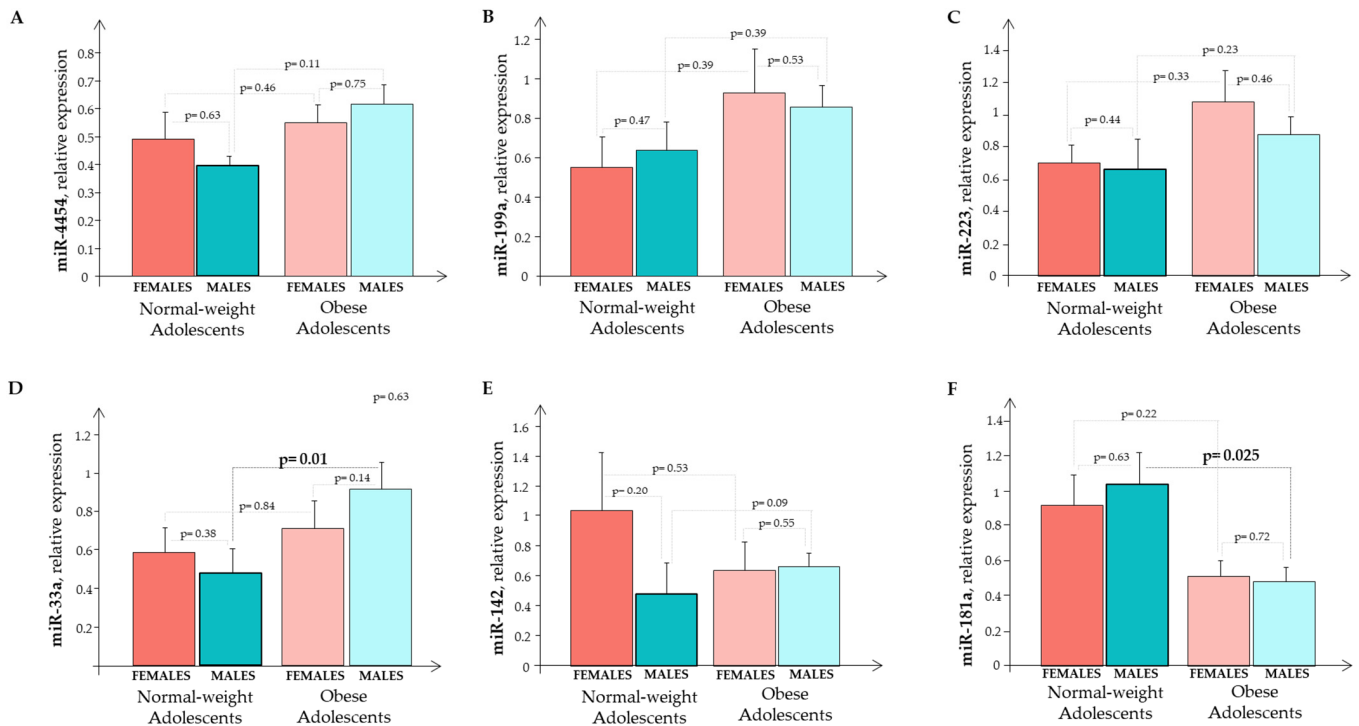 A
miR-4454, relative expression
0.8
0.7
0.6
0.5
0.4
0.3
0.2
0.1
0
p= 0.11
p= 0.46
p= 0.75
p= 0.63
FEMALES MALES FEMALES MALES
Normal-weight Obese
Adolescents Adolescents
B
miR-199a, relative expression
1.2
1
0.8
0.6
0.4
0.2
0
p= 0.39
p= 0.39
p= 0.53
p= 0.47
FEMALES MALES FEMALES MALES
Normal-weight Obese
Adolescents Adolescents
C
miR-223, relative expression
1.4
1.2
1
0.8
0.6
0.4
0.2
0
p= 0.23
p= 0.33
p= 0.46
p= 0.44
FEMALES MALES FEMALES MALES
Normal-weight Obese
Adolescents Adolescents
D
miR-33a, relative expression
1.2
1
0.8
0.6
0.4
0.2
0
p= 0.63
p= 0.01
p= 0.14
p= 0.84
p= 0.38
FEMALES MALES FEMALES MALES
Normal-weight Obese
Adolescents Adolescents
E
miR-142, relative expression
1.6
1.4
1.2
1
0.8
0.6
0.4
0.2
0
p= 0.53
p= 0.20
p= 0.09
p= 0.55
FEMALES MALES FEMALES MALES
Normal-weight Obese
Adolescents Adolescents
F
miR-181a, relative expression
1.4
1.2
1
0.8
0.6
0.4
0.2
0
p= 0.22
p= 0.63
p= 0.025
p= 0.72
FEMALES MALES FEMALES MALES
Normal-weight Obese
Adolescents Adolescents